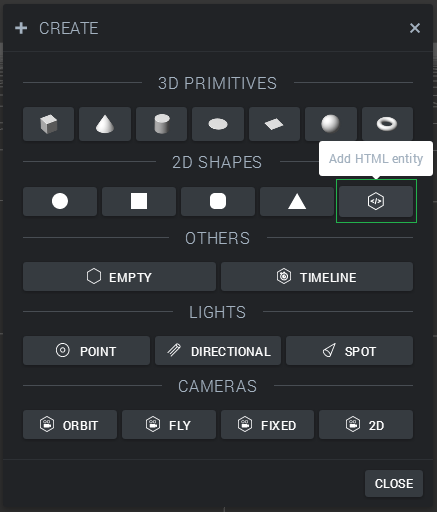 CREATE
3D PRIMITIVES
Add HTML entity
2D SHAPES
</>
OTHERS
EMPTY TIMELINE
LIGHTS
POINT DIRECTIONAL SPOT
CAMERAS
ORBIT FLY FIXED 2D
CLOSE